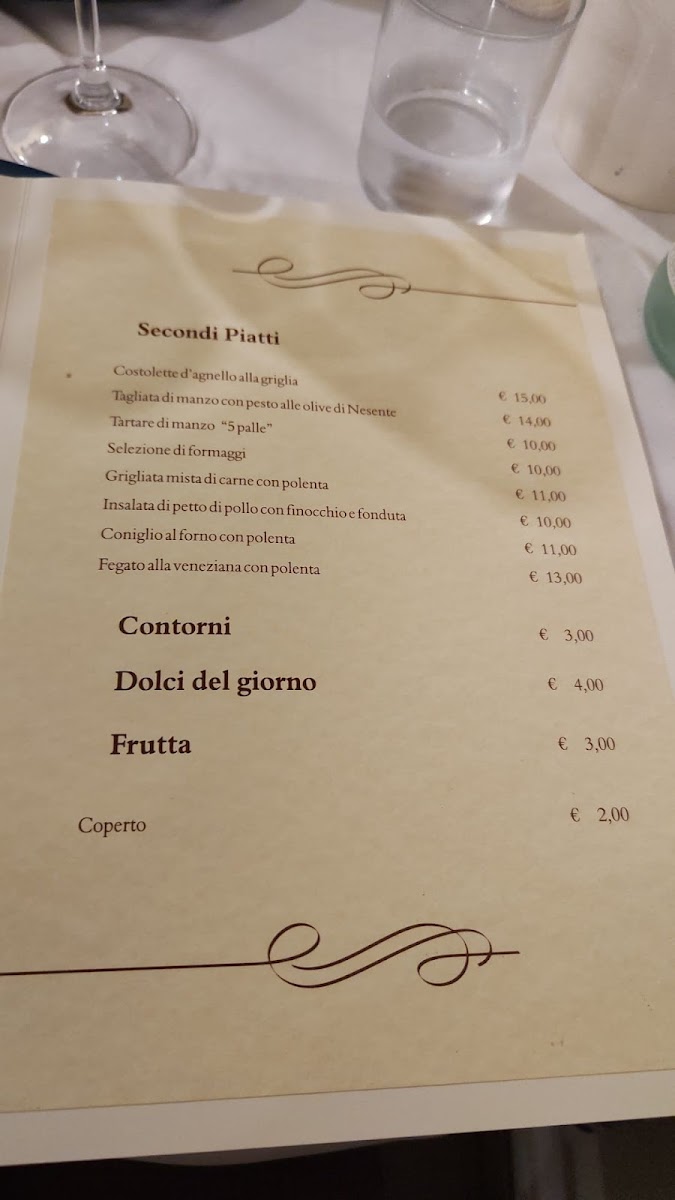 Secondi Piatti
Costolette d'agnello alla griglia € 15,00
Tagliata di manzo con pesto alle olive di Nesente € 14,00
Tartare di manzo "5 palle" € 10,00
Selezione di formaggi € 10,00
Grigliata mista di carne con polenta € 11,00
Insalata di petto di pollo con finocchio e fonduta € 10,00
Coniglio al forno con polenta € 11,00
Fegato alla veneziana con polenta € 13,00
Contorni € 3,00
Dolci del giorno € 4,00
Frutta € 3,00
Coperto € 2,00